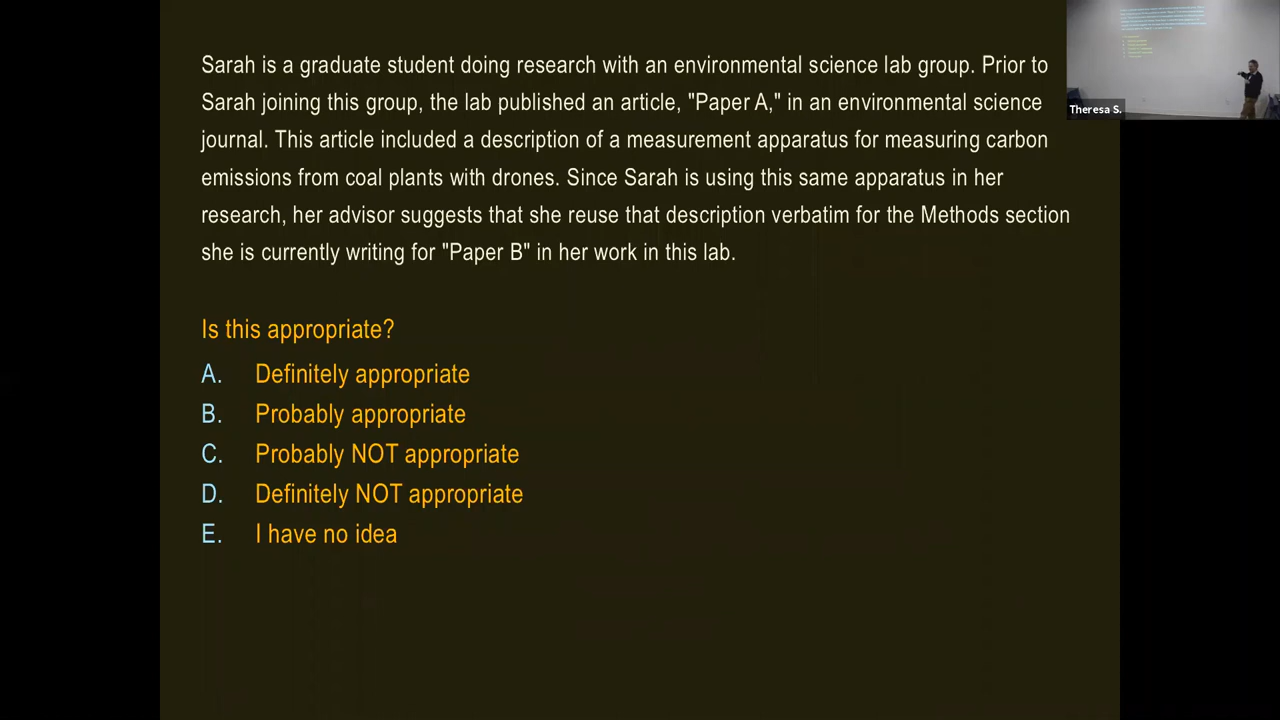 Sarah is a graduate student doing research with an environmental science lab group. Prior to
Sarah joining this group, the lab published an article, "Paper A," in an environmental science
journal. This article included a description of a measurement apparatus for measuring carbon
emissions from coal plants with drones. Since Sarah is using this same apparatus in her
research, her advisor suggests that she reuse that description verbatim for the Methods section
she is currently writing for "Paper B" in her work in this lab.
Is this appropriate?
A. Definitely appropriate
B. Probably appropriate
C. Probably NOT appropriate
D. Definitely NOT appropriate
E. I have no idea
Theresa S.